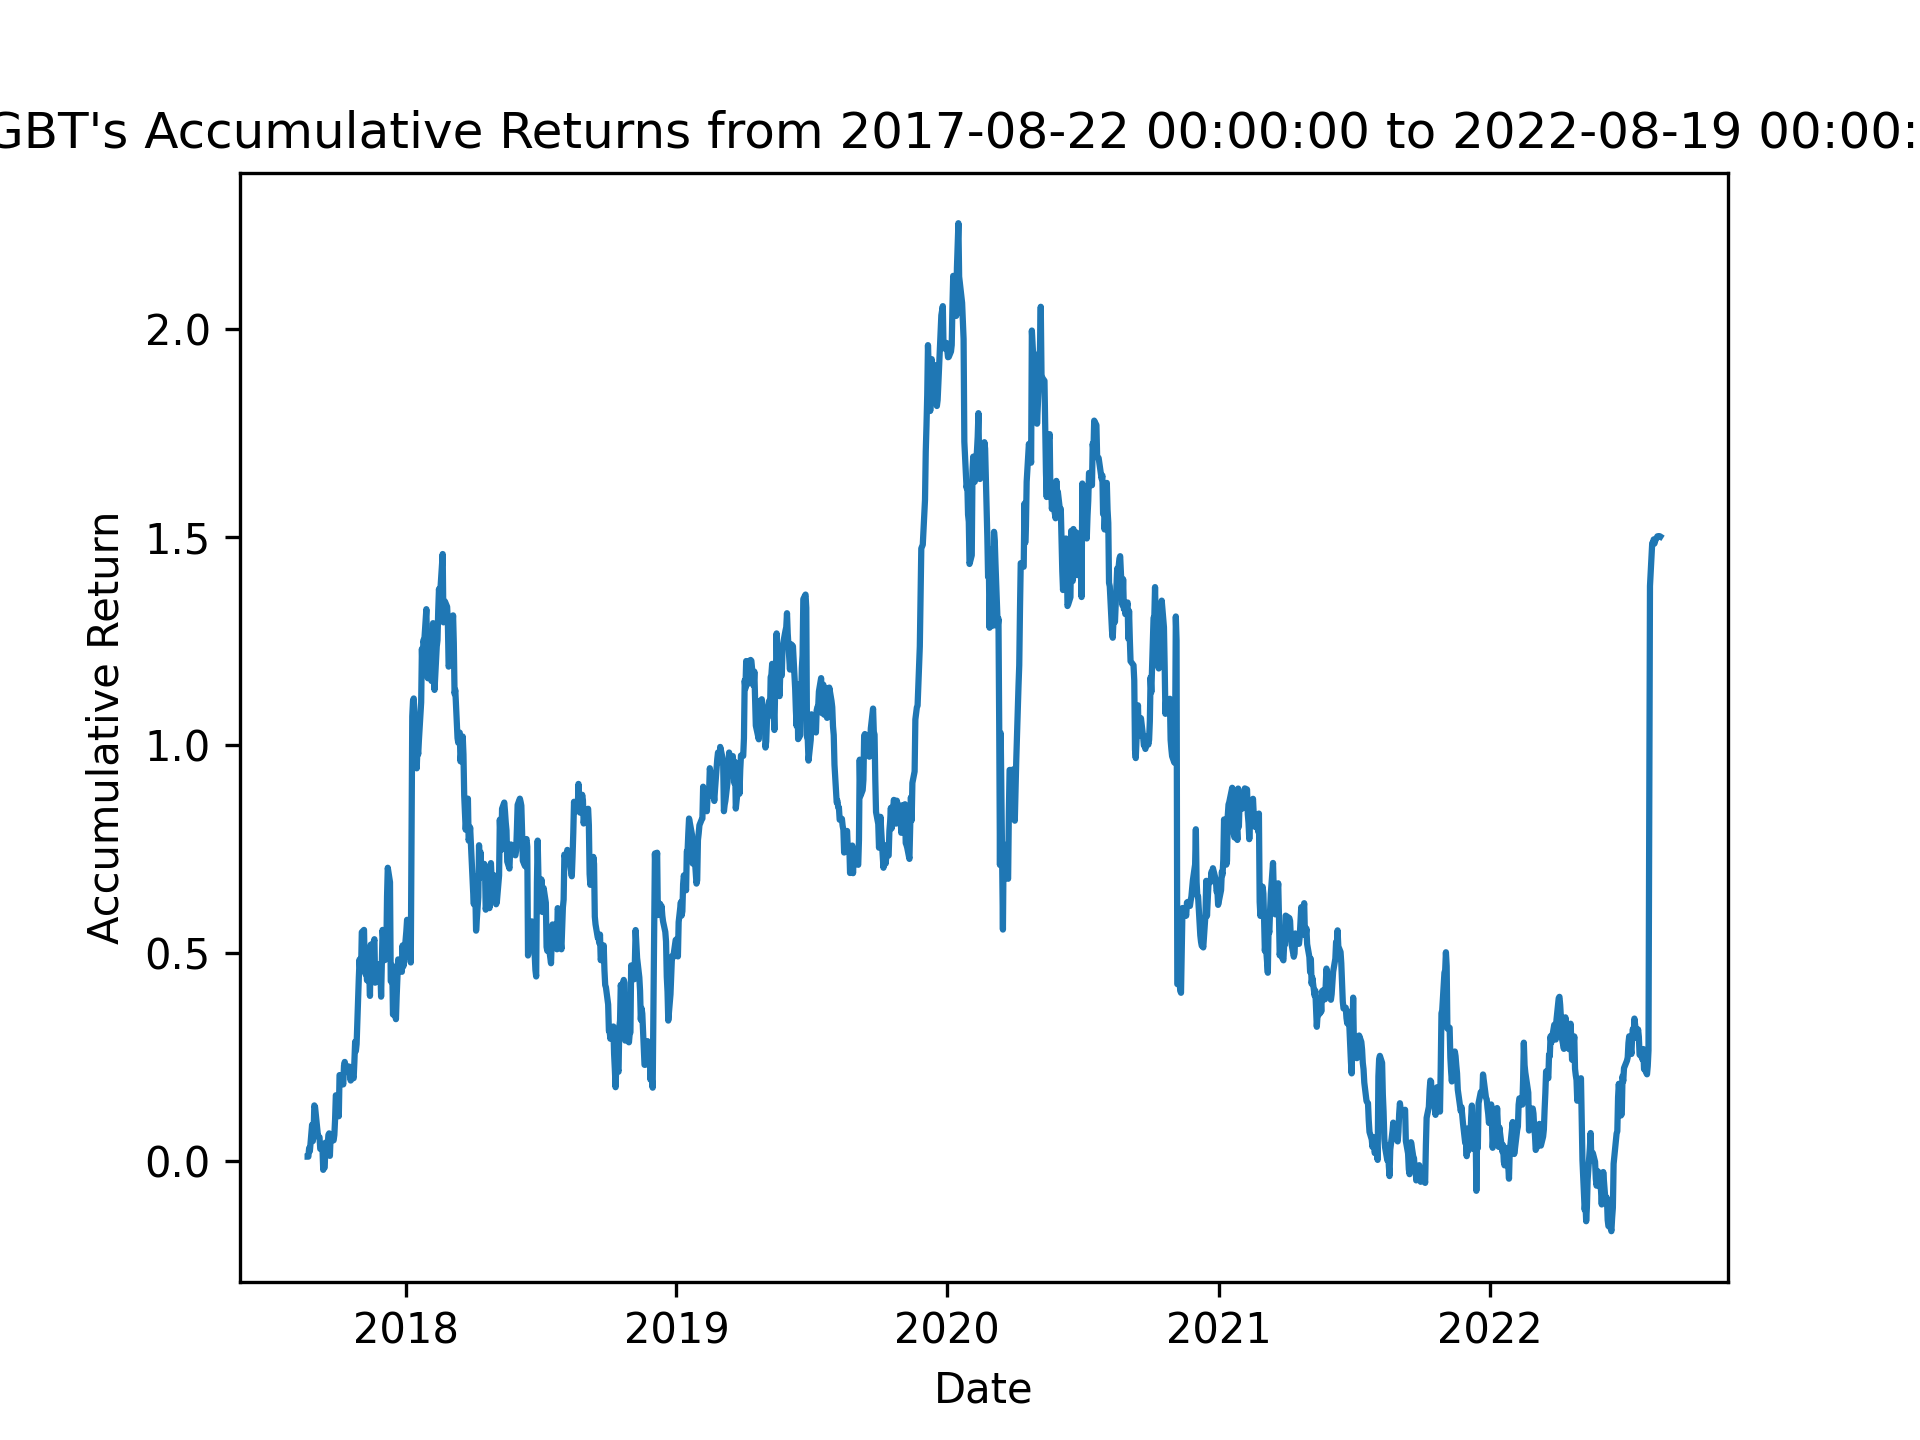 GBT's Accumulative Returns from 2017-08-22 00:00:00 to 2022-08-19 00:00:
Accumulative Return
2.0
1.5
1.0
0.5
0.0
2018 2019 2020 2021 2022
Date